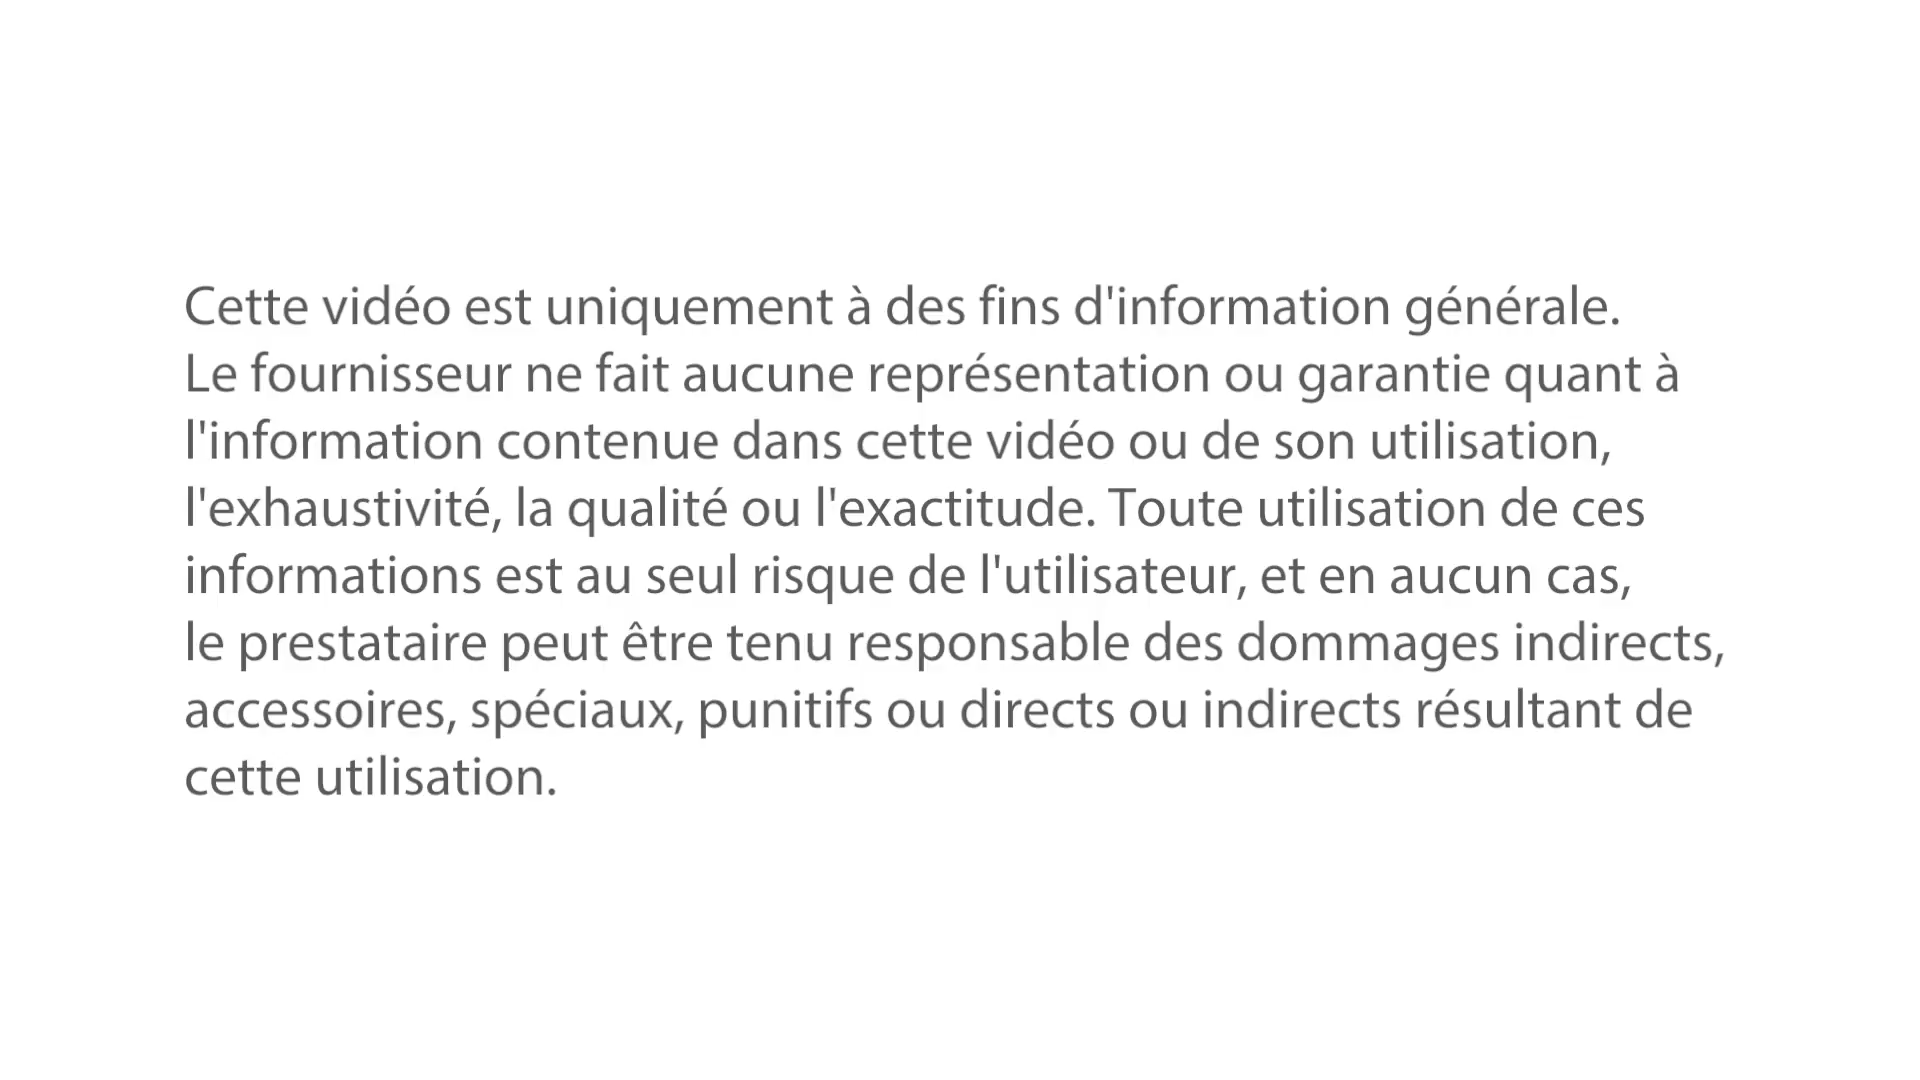 Cette vidéo est uniquement à des fins d'information générale.
Le fournisseur ne fait aucune représentation ou garantie quant à
l'information contenue dans cette vidéo ou de son utilisation,
l'exhaustivité, la qualité ou l'exactitude. Toute utilisation de ces
informations est au seul risque de l'utilisateur, et en aucun cas,
le prestataire peut être tenu responsable des dommages indirects,
accessoires, spéciaux, punitifs ou directs ou indirects résultant de
cette utilisation.